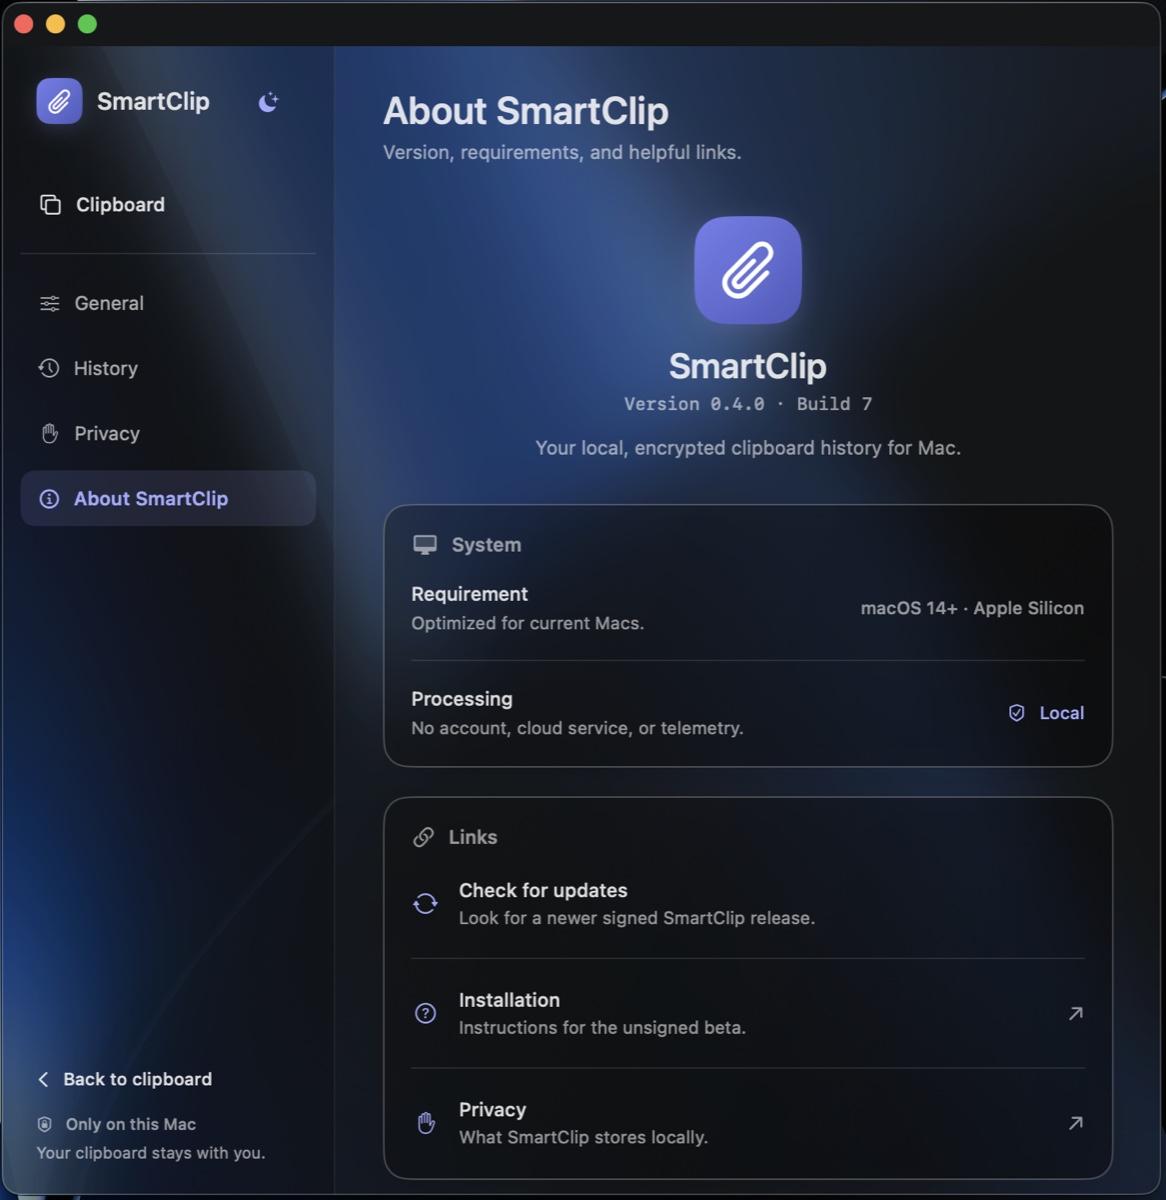 SmartClip
Clipboard
General
History
Privacy
About SmartClip
Back to clipboard
Only on this Mac
Your clipboard stays with you.
About SmartClip
Version, requirements, and helpful links.
SmartClip
Version 0.4.0 · Build 7
Your local, encrypted clipboard history for Mac.
System
Requirement
Optimized for current Macs.
macOS 14+ · Apple Silicon
Processing
No account, cloud service, or telemetry.
Local
Links
Check for updates
Look for a newer signed SmartClip release.
Installation
Instructions for the unsigned beta.
Privacy
What SmartClip stores locally.